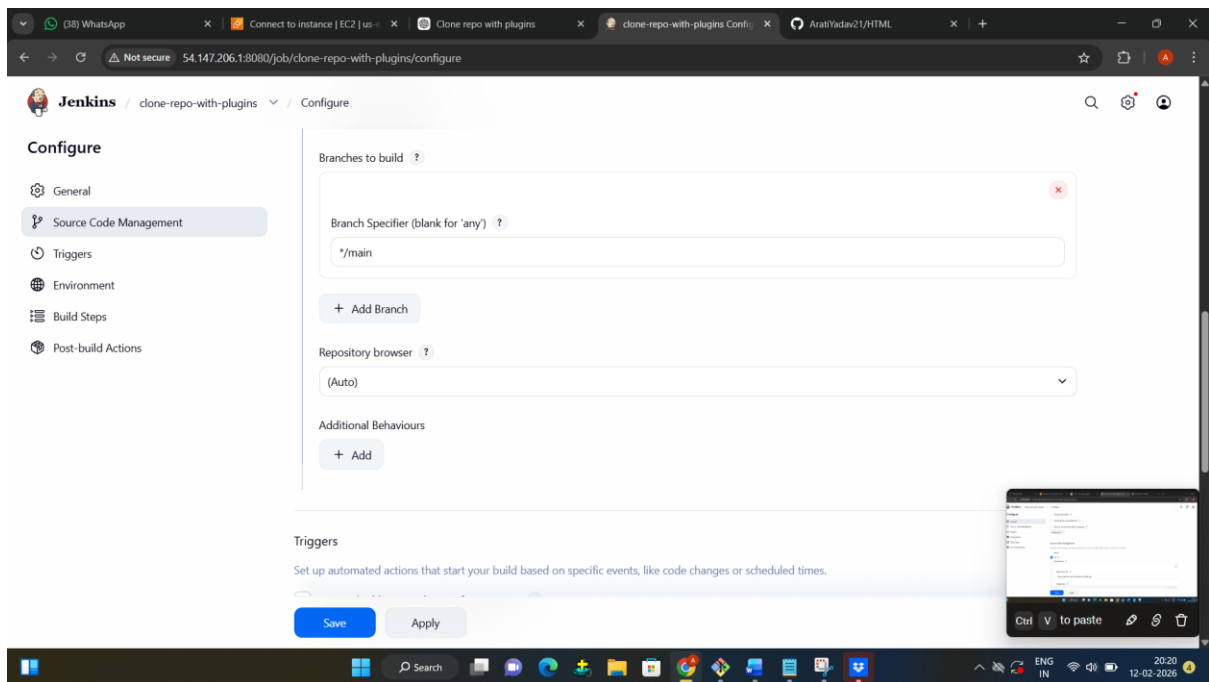 (38) WhatsApp
Connect to instance | EC2 | us-e
Clone repo with plugins
clone-repo-with-plugins Config
AratiYadav21/HTML
Not secure 54.147.206.1:8080/job/clone-repo-with-plugins/configure
A
Jenkins / clone-repo-with-plugins / Configure
Configure
General
Source Code Management
Triggers
Environment
Build Steps
Post-build Actions
Branches to build ?
Branch Specifier (blank for 'any') ?
*/main
+ Add Branch
Repository browser ?
(Auto)
Additional Behaviours
+ Add
Triggers
Set up automated actions that start your build based on specific events, like code changes or scheduled times.
Save
Apply
Ctrl V to paste
Search
ENG
IN
20:20
12-02-2026
4